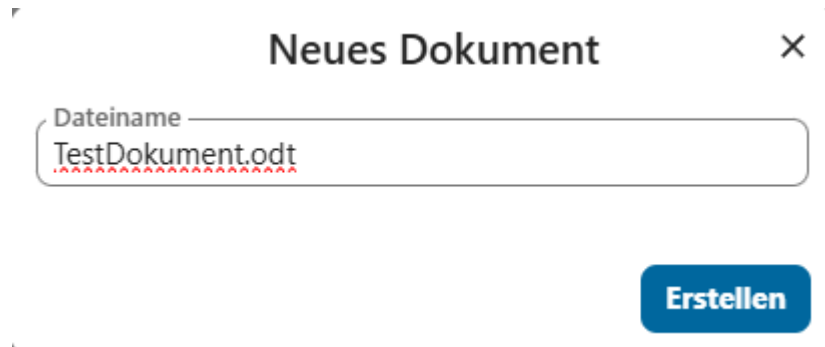 Neues Dokument
Dateiname
TestDokument.odt
Erstellen